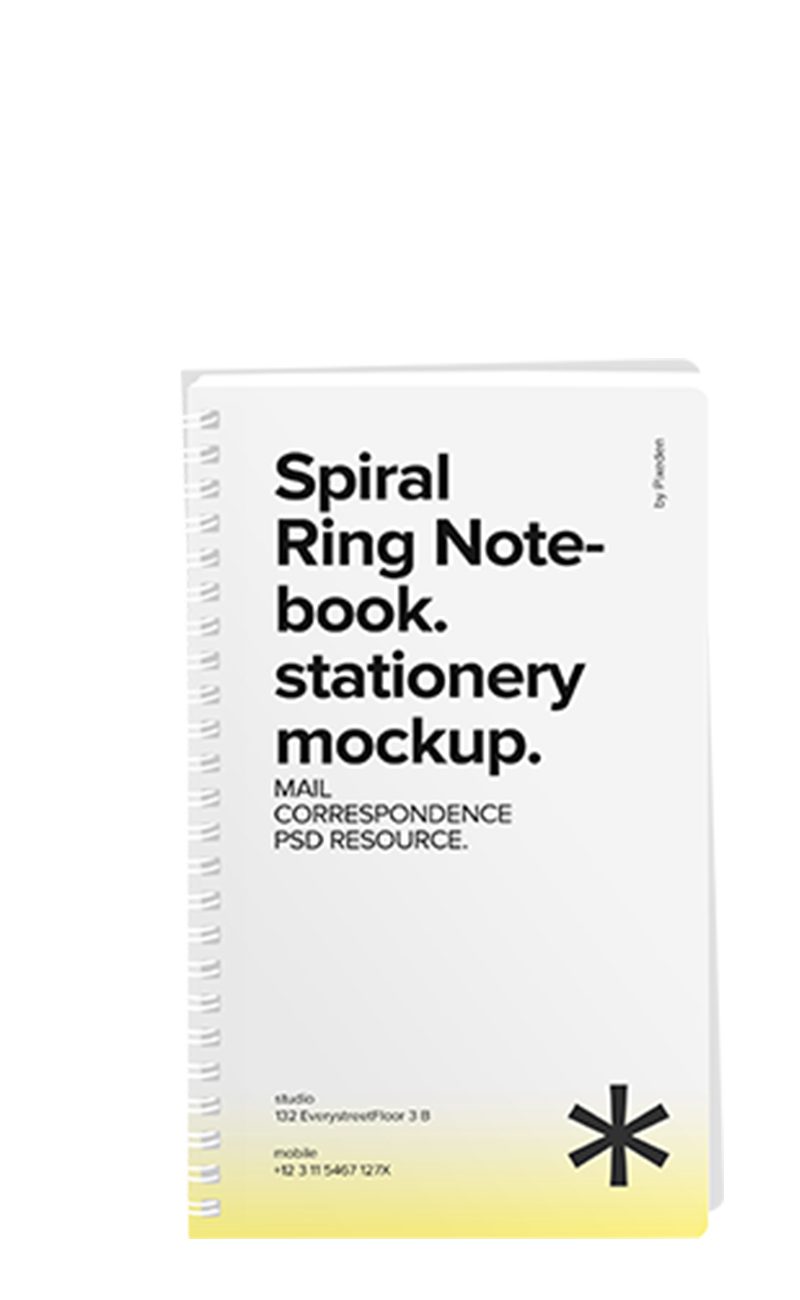 Spiral
Ring Note-
book.
stationery
mockup.
MAIL
CORRESPONDENCE
PSD RESOURCE.
by Pixeden
studio
132 EverystreetFloor 3 B
mobile
+12 3 11 5467 127X